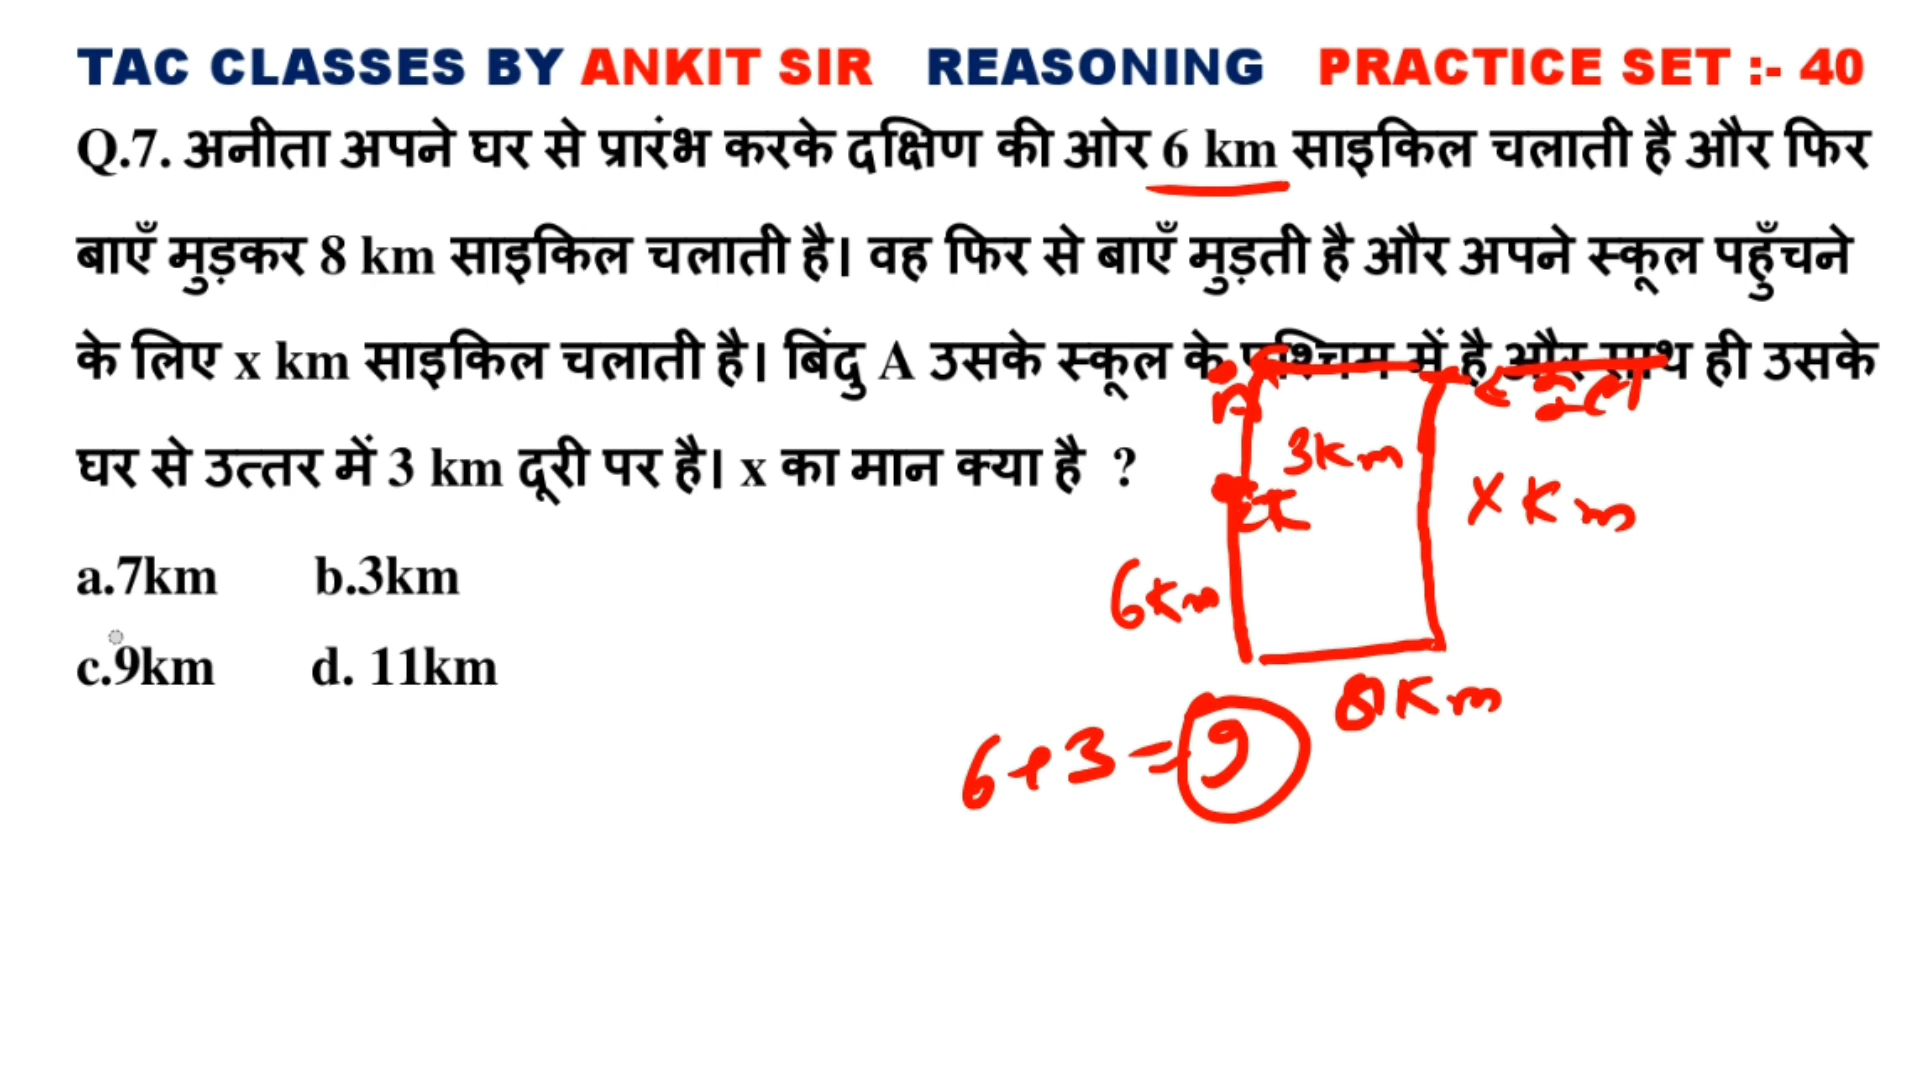 TAC CLASSES BY ANKIT SIR REASONING PRACTICE SET :- 40
Q.7. अनीता अपने घर से प्रारंभ करके दक्षिण की ओर 6 km साइकिल चलाती है और फिर
बाएँ मुड़कर 8 km साइकिल चलाती है। वह फिर से बाएँ मुड़ती है और अपने स्कूल पहुँचने
के लिए x km साइकिल चलाती है। बिंदु A उसके स्कूल के पश्चिम में है और साथ ही उसके
घर से उत्तर में 3 km दूरी पर है। x का मान क्या है ?
3km
x km
a.7km b.3km
6km
c.9km d. 11km
8km
6+3=9